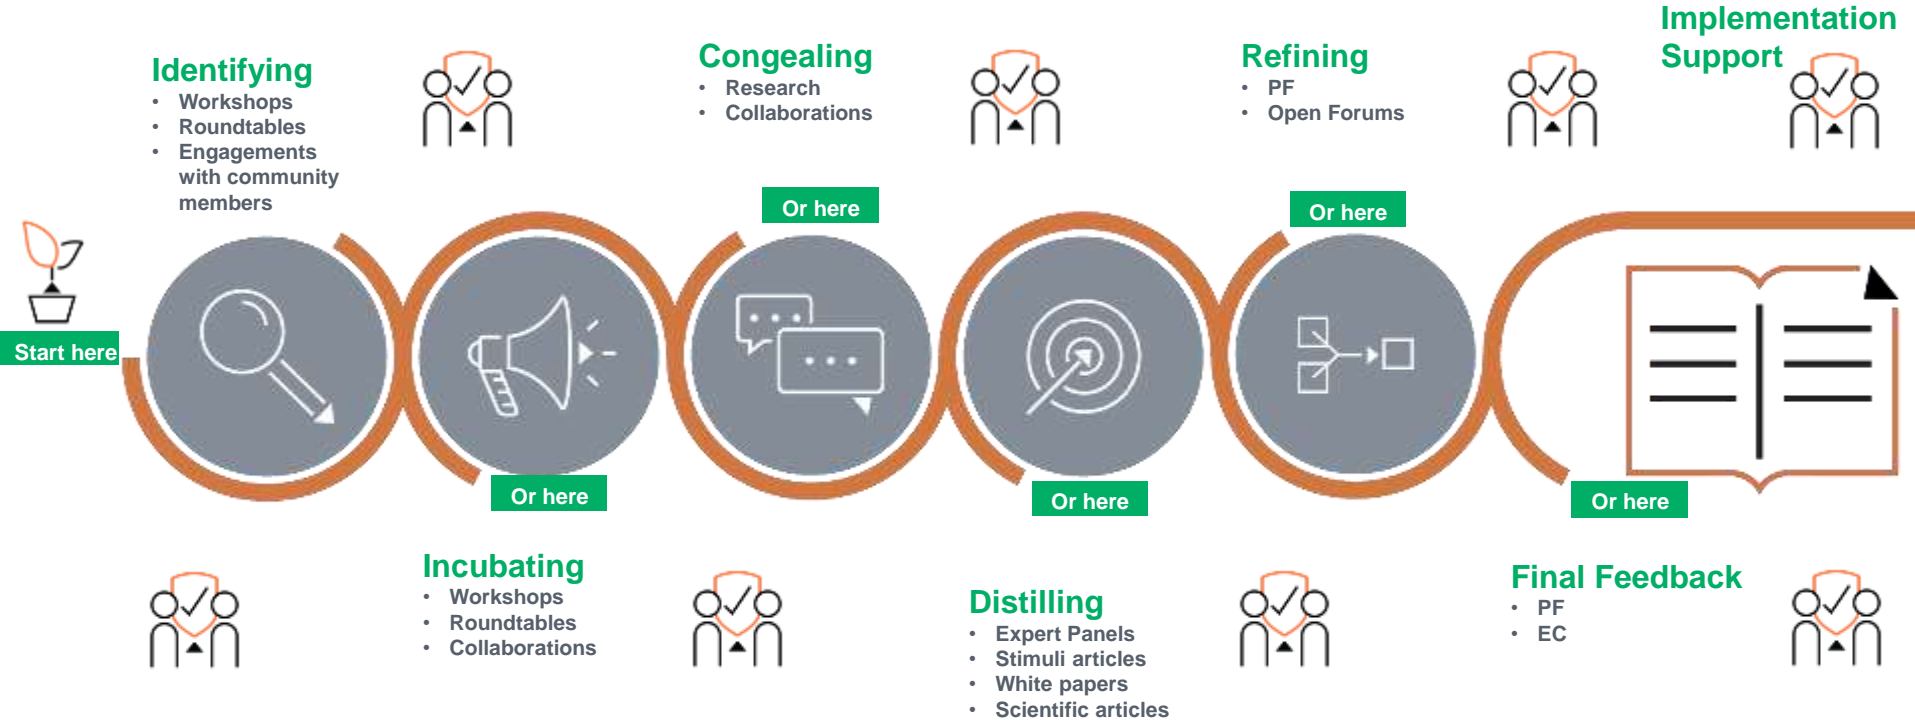 Implementation
Support
Identifying
• Workshops
• Roundtables
• Engagements
with community
members
Congealing
• Research
• Collaborations
Refining
• PF
• Open Forums
Or here
Or here
Start here
Or here
Or here
Or here
Incubating
• Workshops
• Roundtables
• Collaborations
Distilling
• Expert Panels
• Stimuli articles
• White papers
• Scientific articles
Final Feedback
• PF
• EC